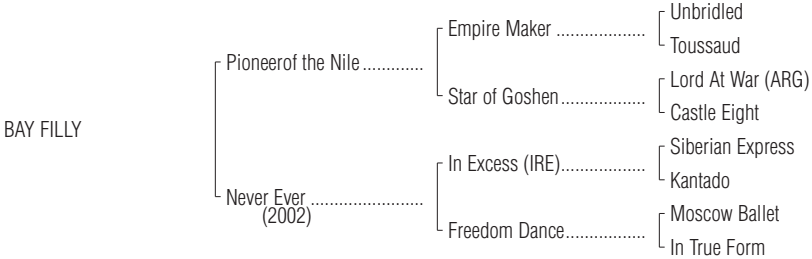 Unbridled
Empire Maker ...................
Toussaud
Pioneerof the Nile .............
Lord At War (ARG)
Star of Goshen..................
Castle Eight
BAY FILLY
Siberian Express
In Excess (IRE)..................
Kantado
Never Ever ........................
(2002)
Moscow Ballet
Freedom Dance.................
In True Form